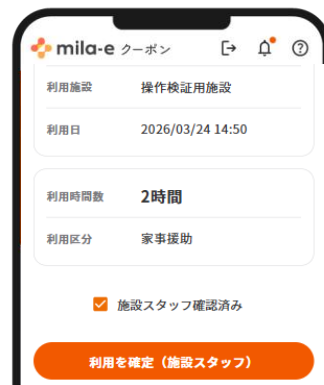 mila-e クーポン
利用施設 操作検証用施設
利用日 2026/03/24 14:50
利用時間数 2時間
利用区分 家事援助
施設スタッフ確認済み
利用を確定（施設スタッフ）